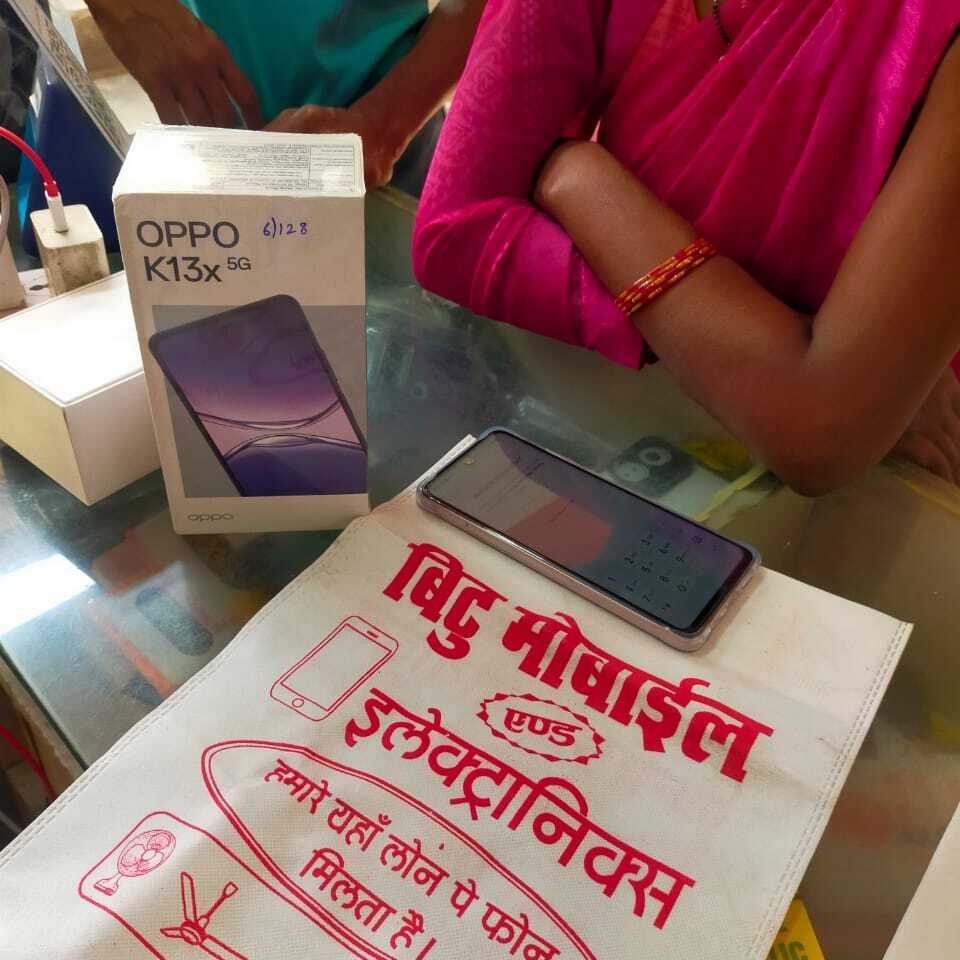 OPPO 6/128
K13x 5G
oppo
बिटु मोबाईल
एण्ड
इलेक्ट्रानिक्स
हमारे यहाँ लोन पे फोन
मिलता है।